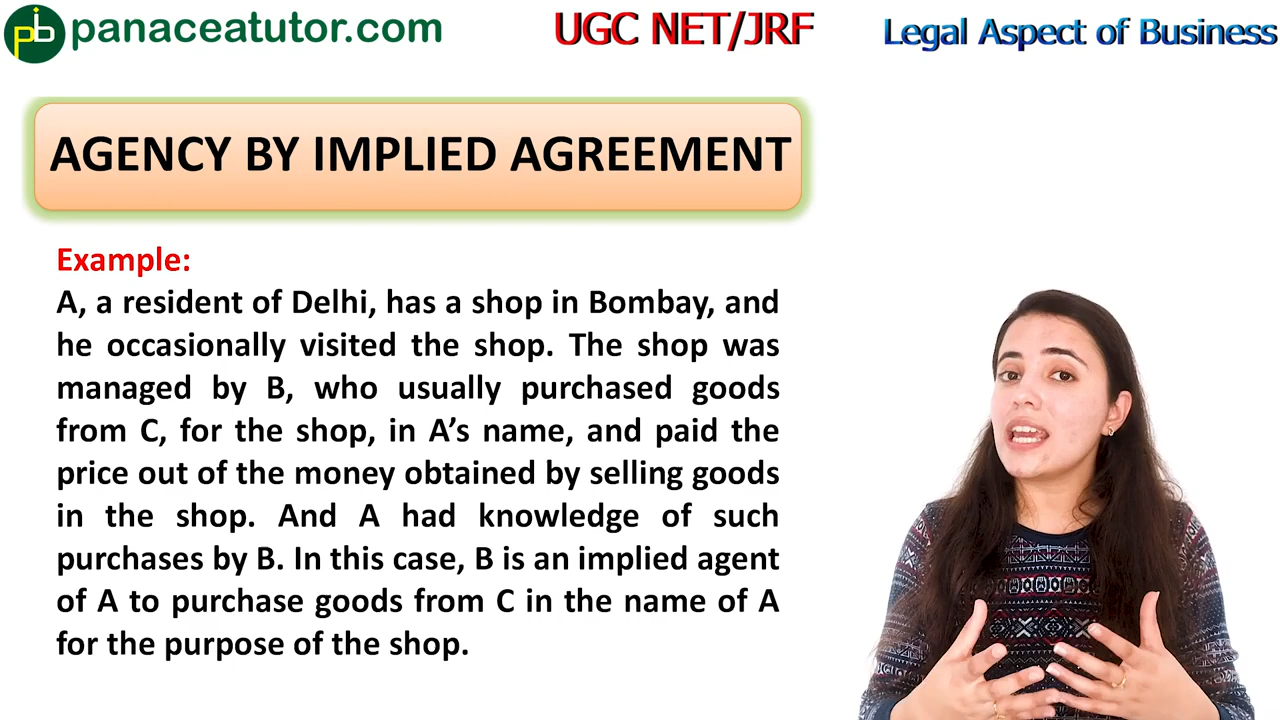 pib panaceatutor.com
UGC NET/JRF
Legal Aspect of Business
AGENCY BY IMPLIED AGREEMENT
Example:
A, a resident of Delhi, has a shop in Bombay, and
he occasionally visited the shop. The shop was
managed by B, who usually purchased goods
from C, for the shop, in A’s name, and paid the
price out of the money obtained by selling goods
in the shop. And A had knowledge of such
purchases by B. In this case, B is an implied agent
of A to purchase goods from C in the name of A
for the purpose of the shop.